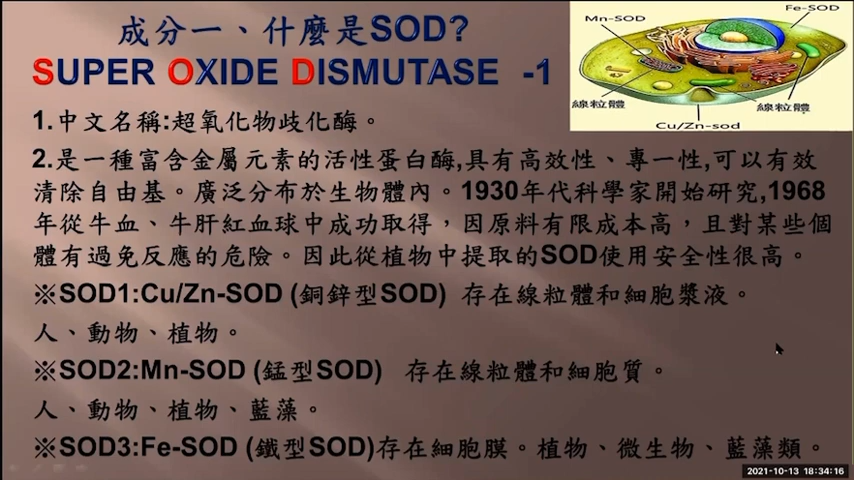 成分一、什麼是SOD?
SUPER OXIDE DISMUTASE -1
Mn-SOD
Fe-SOD
線粒體
線粒體
Cu/Zn-sod
1.中文名稱:超氧化物歧化酶。
2.是一種富含金屬元素的活性蛋白酶,具有高效性、專一性,可以有效
清除自由基。廣泛分布於生物體內。1930年代科學家開始研究,1968
年從牛血、牛肝紅血球中成功取得，因原料有限成本高，且對某些個
體有過免反應的危險。因此從植物中提取的SOD使用安全性很高。
※SOD1:Cu/Zn-SOD (銅鋅型SOD) 存在線粒體和細胞漿液。
人、動物、植物。
※SOD2:Mn-SOD (錳型SOD) 存在線粒體和細胞質。
人、動物、植物、藍藻。
※SOD3:Fe-SOD (鐵型SOD)存在細胞膜。植物、微生物、藍藻類。
2021-10-13 18:34:16